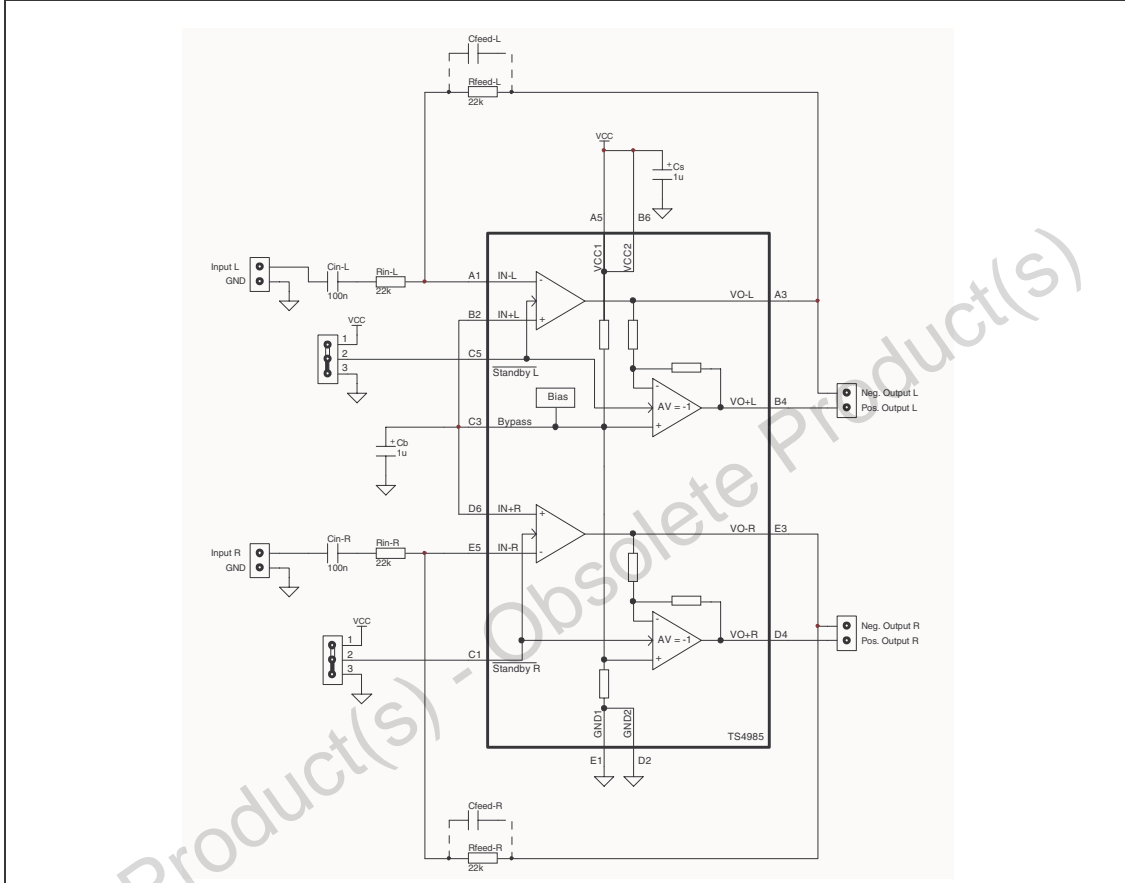 Cfeed-L
Rfeed-L
22k
VCC
+ Cs
1u
A5 B6
VCC1
VCC2
Input L
GND
Cin-L
100n
Rin-L
22k
A1 IN-L
-
+
VO-L A3
B2 IN+L
VCC
1
2
3
C5
Standby L
Bias
-
AV = -1
+
VO+L B4
Neg. Output L
Pos. Output L
C3 Bypass
+ Cb
1u
D6 IN+R
+
-
VO-R E3
Input R
GND
Cin-R
100n
Rin-R
22k
E5 IN-R
VCC
1
2
3
C1
Standby R
-
AV = -1
+
VO+R D4
Neg. Output R
Pos. Output R
GND1
GND2
TS4985
E1 D2
Cfeed-R
Rfeed-R
22k
Product(s) - Obsolete Product(s)